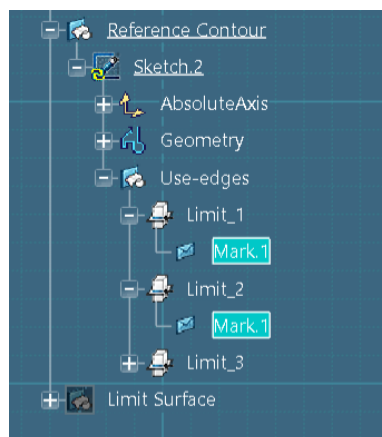 Reference Contour
Sketch.2
AbsoluteAxis
Geometry
Use-edges
Limit_1
Mark.1
Limit_2
Mark.1
Limit_3
Limit Surface